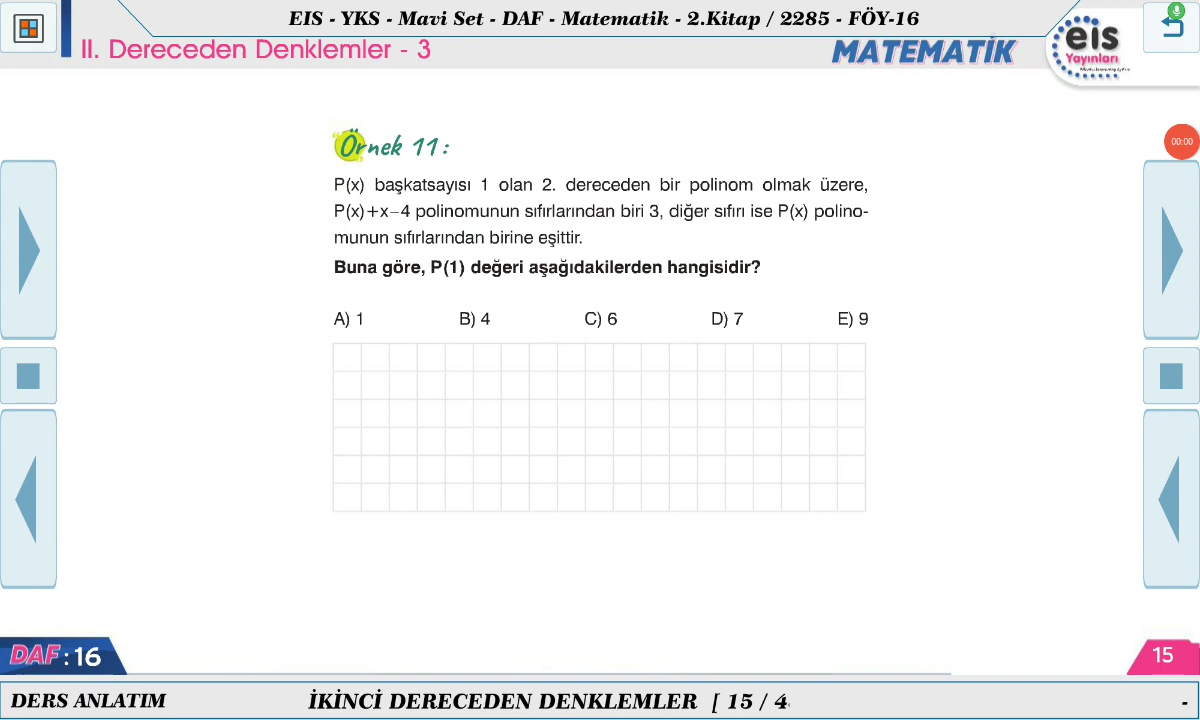 EIS - YKS - Mavi Set - DAF - Matematik - 2.Kitap / 2285 - FÖY-16
II. Dereceden Denklemler - 3
MATEMATİK
eis
Yayınları
00:00
Örnek 11:
P(x) başkatsayısı 1 olan 2. dereceden bir polinom olmak üzere,
P(x)+x−4 polinomunun sıfırlarından biri 3, diğer sıfırı ise P(x) polino-
munun sıfırlarından birine eşittir.
Buna göre, P(1) değeri aşağıdakilerden hangisidir?
A) 1 B) 4 C) 6 D) 7 E) 9
DAF : 16
15
DERS ANLATIM İKİNCİ DERECEDEN DENKLEMLER [ 15 / 4 -